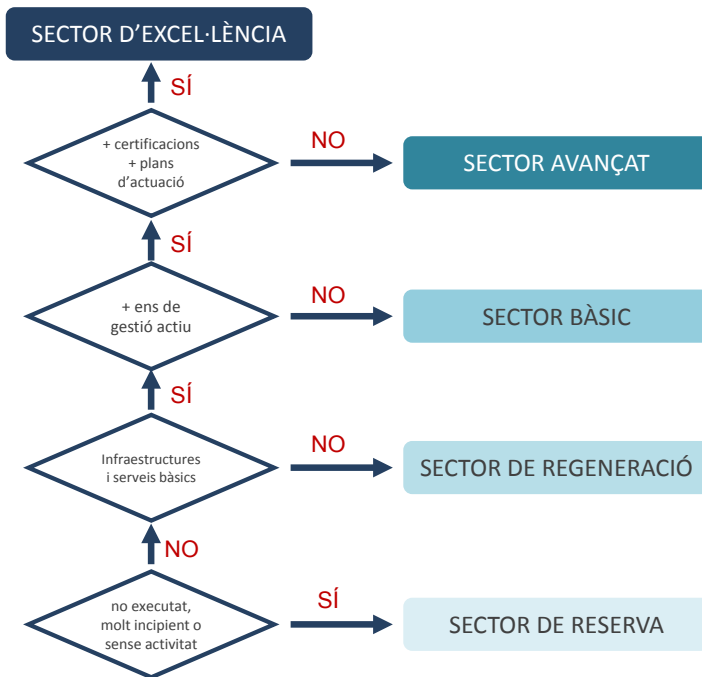 SECTOR D'EXCEL·LÈNCIA
SÍ
+ certificacions
+ plans
d'actuació
NO
SECTOR AVANÇAT
SÍ
+ ens de
gestió actiu
NO
SECTOR BÀSIC
SÍ
Infraestructures
i serveis bàsics
NO
SECTOR DE REGENERACIÓ
NO
no executat,
molt incipient o
sense activitat
SÍ
SECTOR DE RESERVA